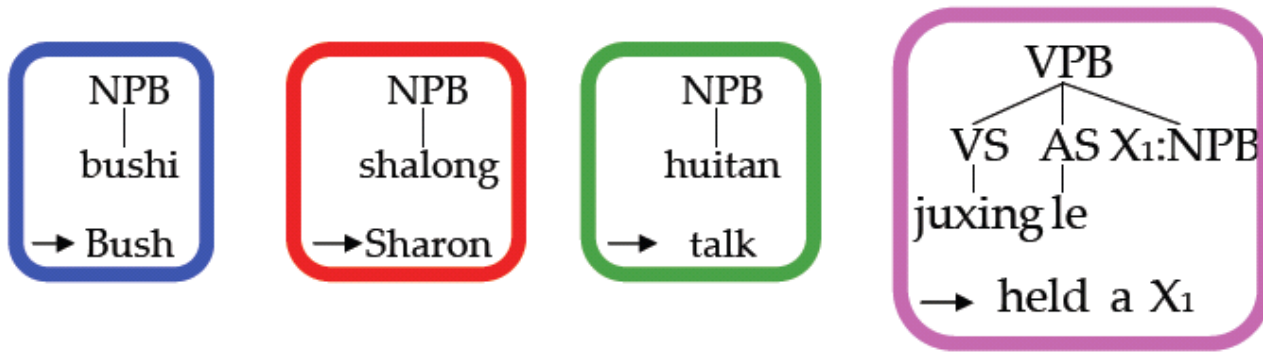 NPB
bushi
→ Bush
NPB
shalong
→ Sharon
NPB
huitan
→ talk
VPB
VS AS X₁:NPB
juxing le
→ held a X₁